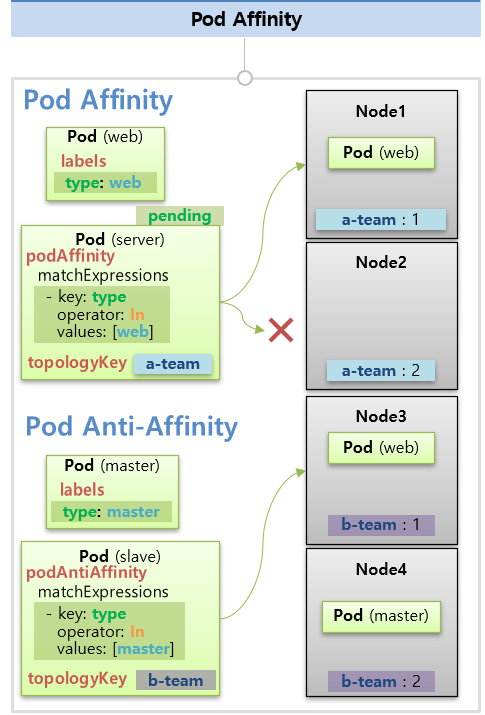 Pod Affinity
Pod Affinity
Pod (web)
labels
type: web
pending
Pod (server)
podAffinity
matchExpressions
- key: type
operator: In
values: [web]
topologyKey a-team
Node1
Pod (web)
a-team : 1
Node2
a-team : 2
Pod Anti-Affinity
Pod (master)
labels
type: master
Pod (slave)
podAntiAffinity
matchExpressions
- key: type
operator: In
values: [master]
topologyKey b-team
Node3
Pod (web)
b-team : 1
Node4
Pod (master)
b-team : 2